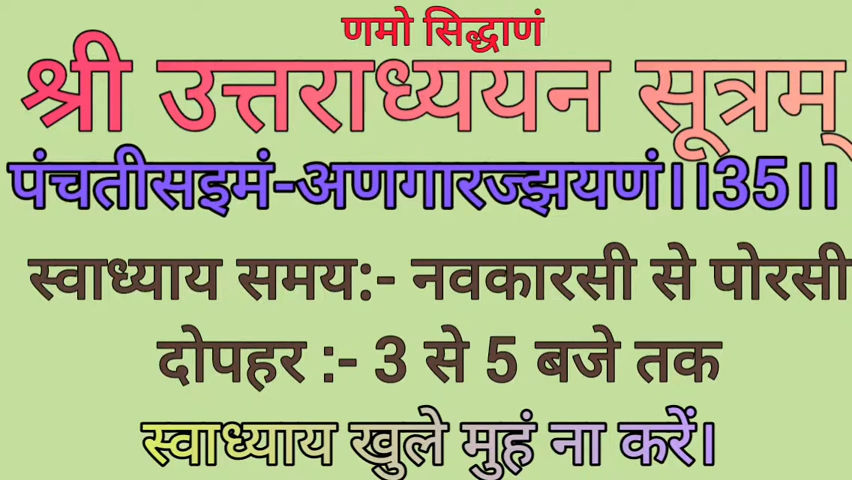 णमो सिद्धाणं
श्री उत्तराध्ययन सूत्रम्
पंचतीसइमं-अणगारज्झयणं।।35।।
स्वाध्याय समय:- नवकारसी से पोरसी
दोपहर :- 3 से 5 बजे तक
स्वाध्याय खुले मुहं ना करें।